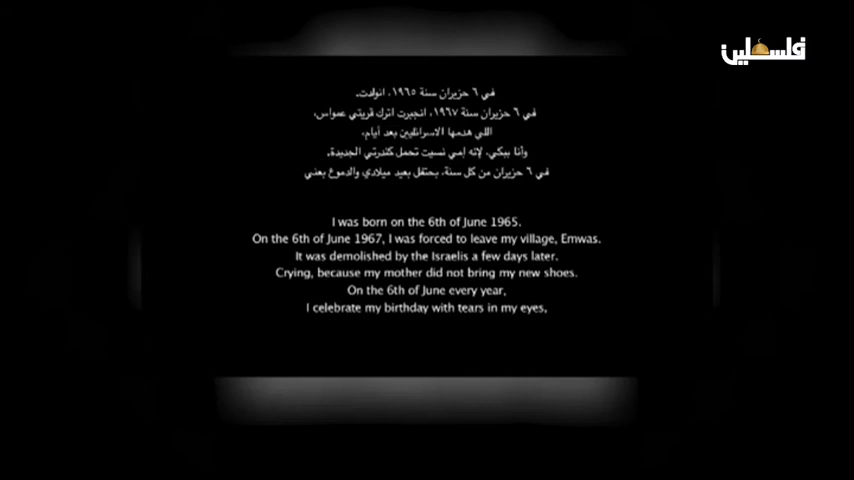 فلسطين
في ٦ حزيران سنة ١٩٦٥، انولدت.
في ٦ حزيران سنة ١٩٦٧، انجبرت اترك قريتي عمواس،
اللي هدمها الاسرائليين بعد أيام،
وأنا ببكي، لإنه إمي نسيت تحمل كندرتي الجديدة.
في ٦ حزيران من كل سنة، بحتفل بعيد ميلادي والدموع بعني
I was born on the 6th of June 1965.
On the 6th of June 1967, I was forced to leave my village, Emwas.
It was demolished by the Israelis a few days later.
Crying, because my mother did not bring my new shoes.
On the 6th of June every year,
I celebrate my birthday with tears in my eyes,